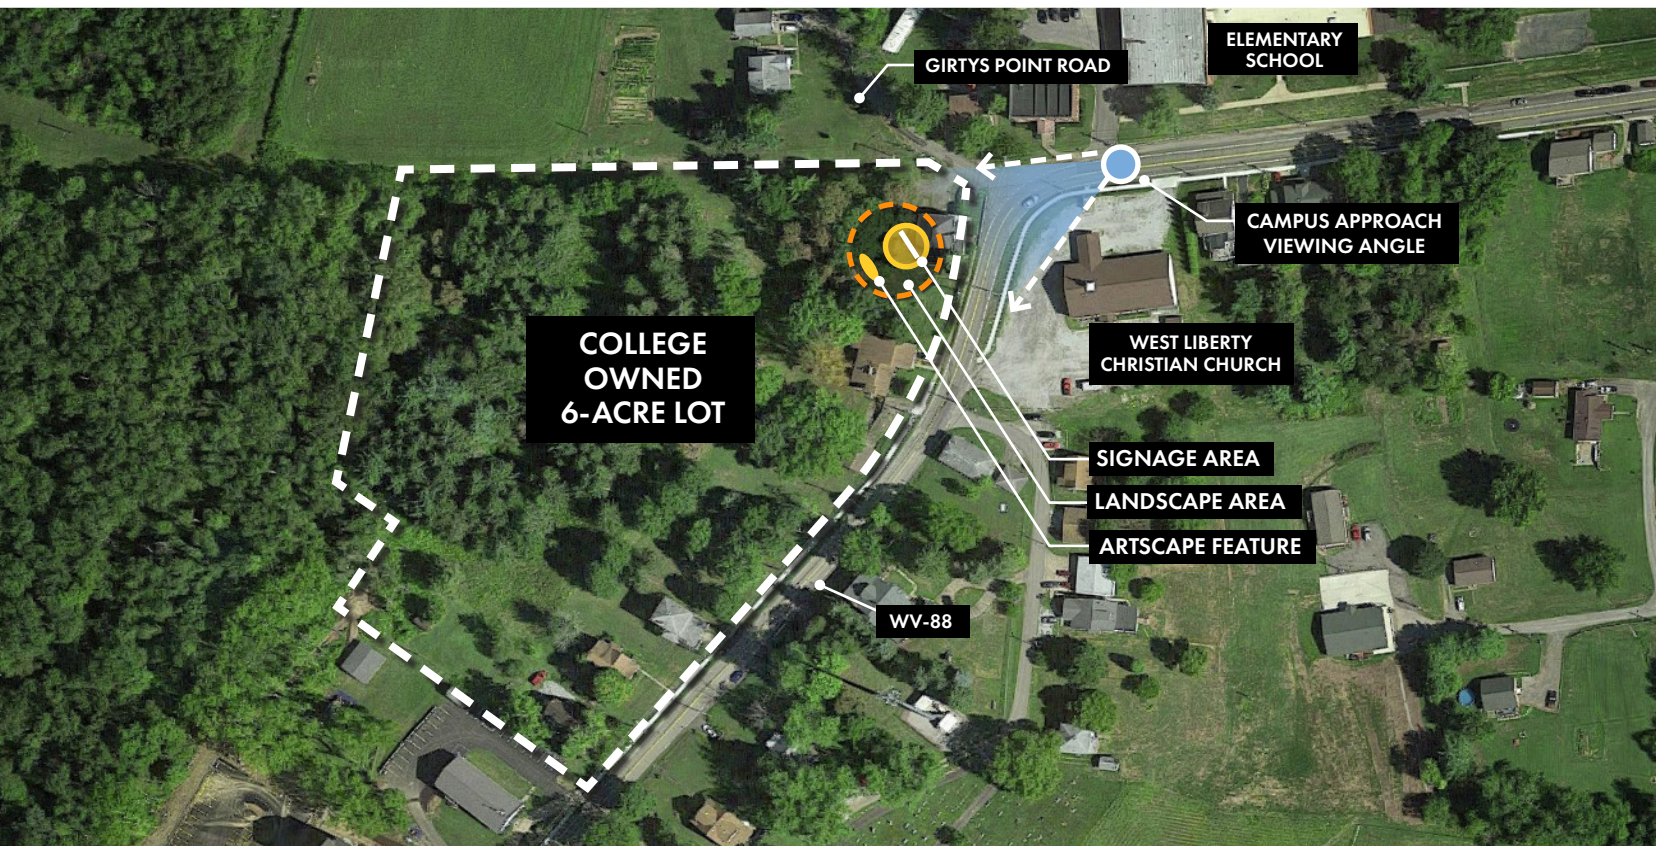 ELEMENTARY
SCHOOL
GIRTYS POINT ROAD
CAMPUS APPROACH
VIEWING ANGLE
COLLEGE
OWNED
6-ACRE LOT
WEST LIBERTY
CHRISTIAN CHURCH
SIGNAGE AREA
LANDSCAPE AREA
ARTSCAPE FEATURE
WV-88